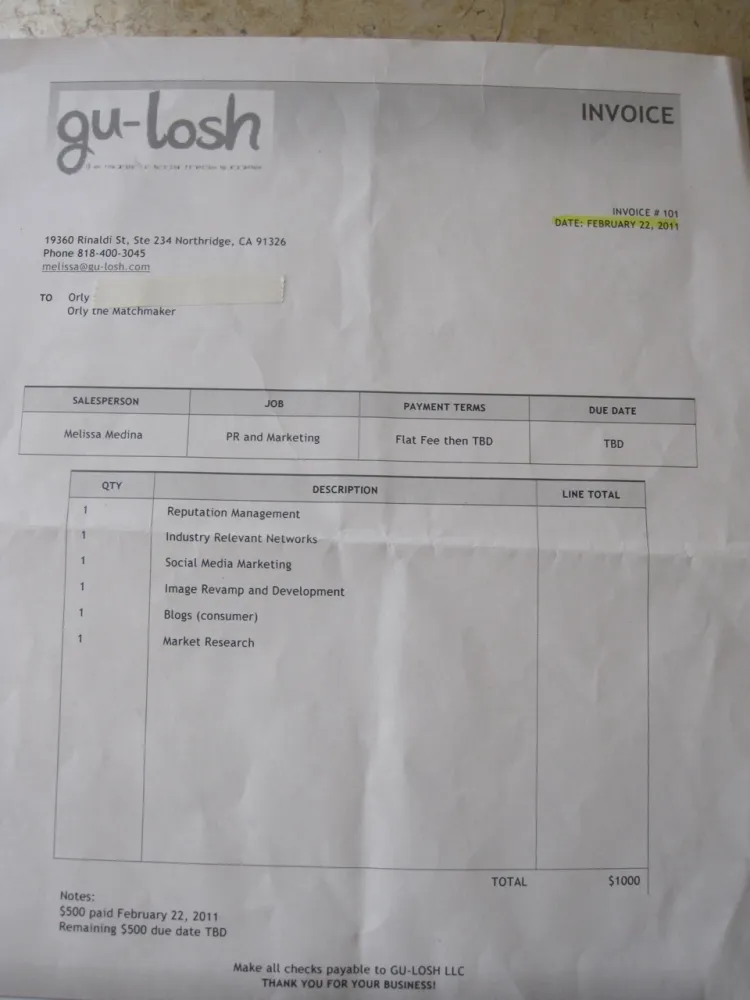 gu-losh
INVOICE
INVOICE # 101
DATE: FEBRUARY 22, 2011
19360 Rinaldi St, Ste 234 Northridge, CA 91326
Phone 818-400-3045
melissa@gu-losh.com
TO Orly
Orly the Matchmaker
SALESPERSON JOB PAYMENT TERMS DUE DATE
Melissa Medina PR and Marketing Flat Fee then TBD TBD
QTY DESCRIPTION LINE TOTAL
1 Reputation Management
1 Industry Relevant Networks
1 Social Media Marketing
1 Image Revamp and Development
1 Blogs (consumer)
1 Market Research
TOTAL $1000
Notes:
$500 paid February 22, 2011
Remaining $500 due date TBD
Make all checks payable to GU-LOSH LLC
THANK YOU FOR YOUR BUSINESS!